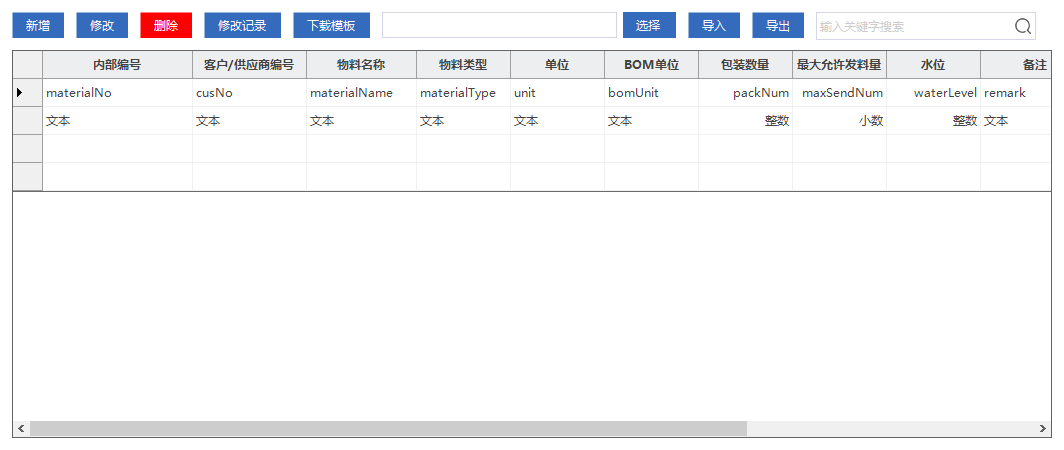 新增 修改 删除 修改记录 下载模板 选择 导入 导出 输入关键字搜索
内部编号 客户/供应商编号 物料名称 物料类型 单位 BOM单位 包装数量 最大允许发料量 水位 备注
materialNo cusNo materialName materialType unit bomUnit packNum maxSendNum waterLevel remark
文本 文本 文本 文本 文本 文本 整数 小数 整数 文本